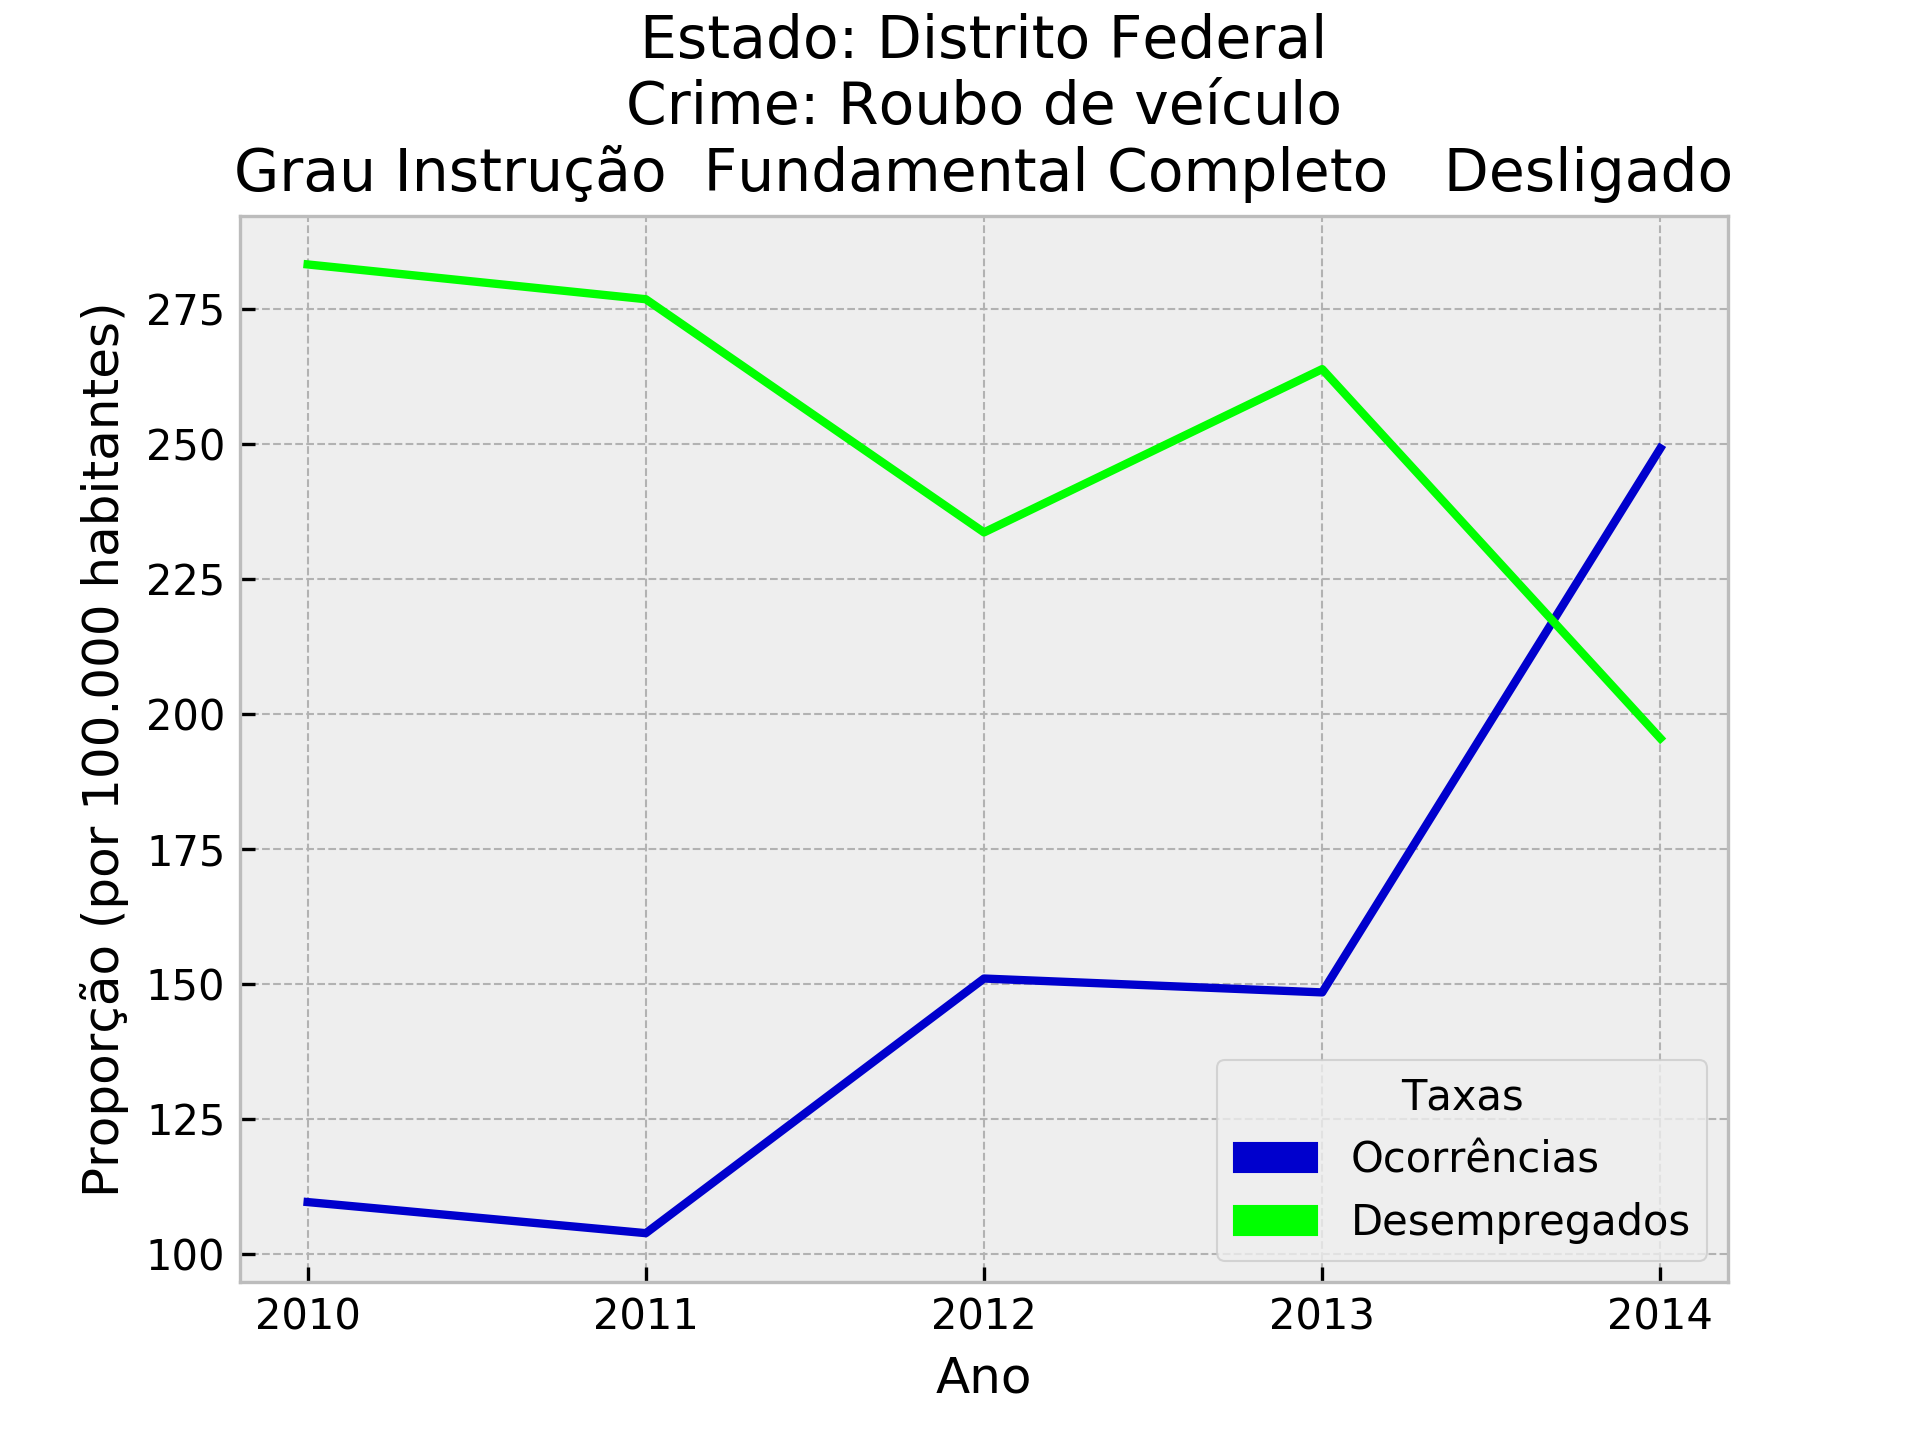 Estado: Distrito Federal
Crime: Roubo de veículo
Grau Instrução  Fundamental Completo   Desligado
Proporção (por 100.000 habitantes)
275
250
225
200
175
150
125
100
Taxas
Ocorrências
Desempregados
2010 2011 2012 2013 2014
Ano